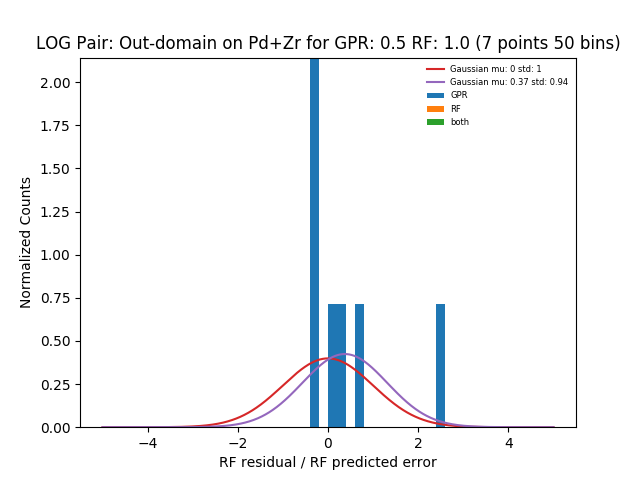 LOG Pair: Out-domain on Pd+Zr for GPR: 0.5 RF: 1.0 (7 points 50 bins)
Gaussian mu: 0 std: 1
Gaussian mu: 0.37 std: 0.94
GPR
RF
both
Normalized Counts
2.00
1.75
1.50
1.25
1.00
0.75
0.50
0.25
0.00
−4
−2
0
2
4
RF residual / RF predicted error